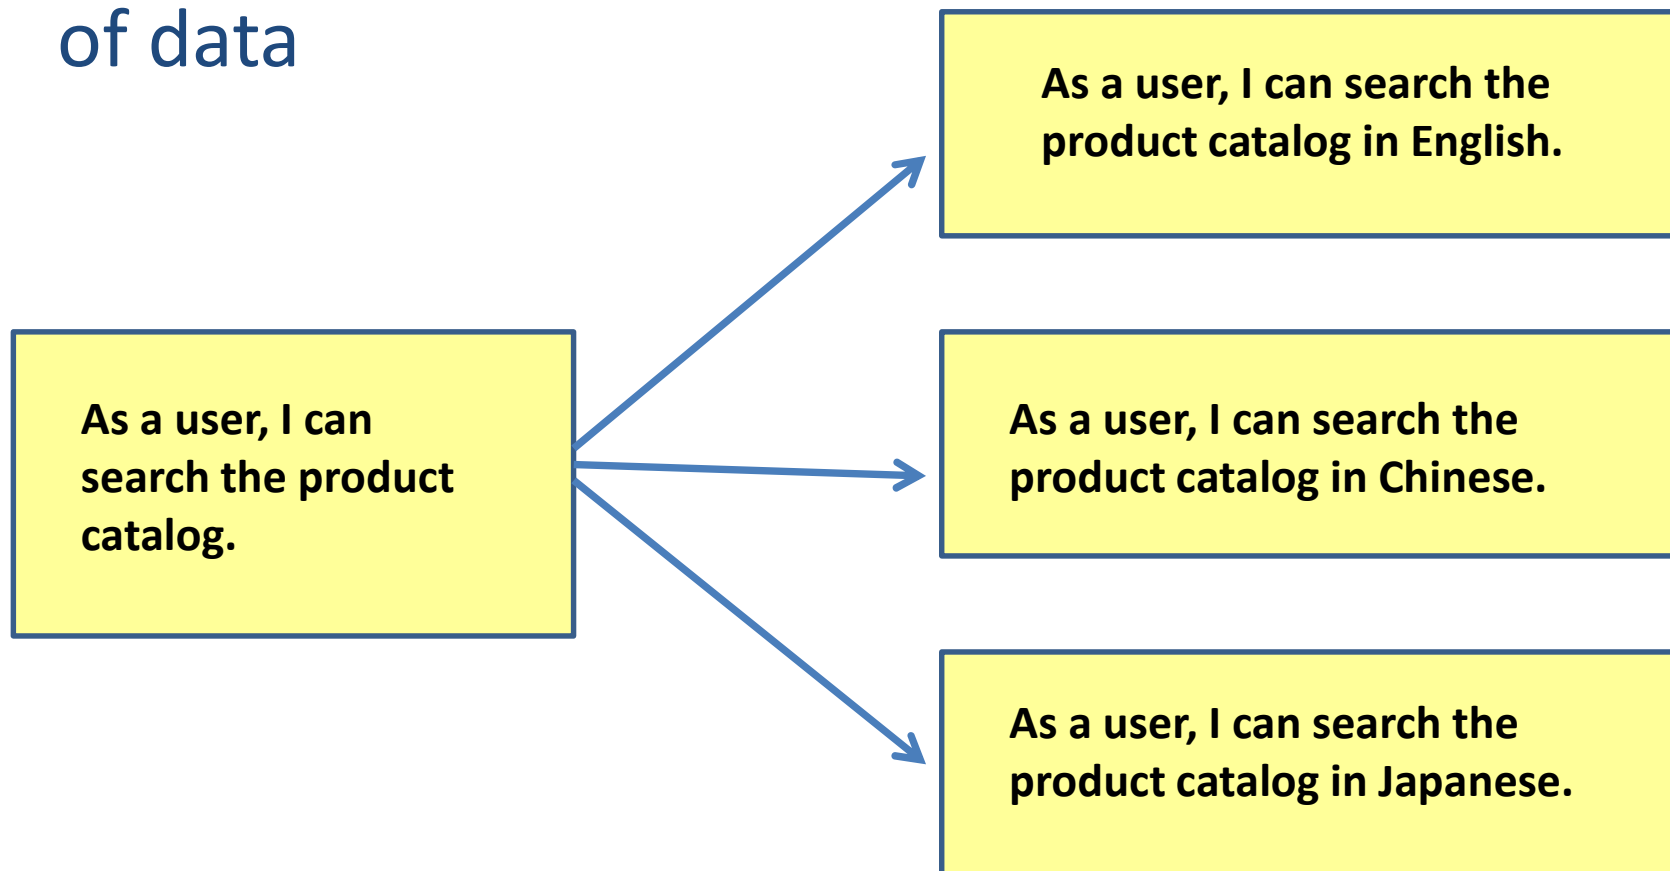 of data
As a user, I can search the
product catalog in English.
As a user, I can
search the product
catalog.
As a user, I can search the
product catalog in Chinese.
As a user, I can search the
product catalog in Japanese.